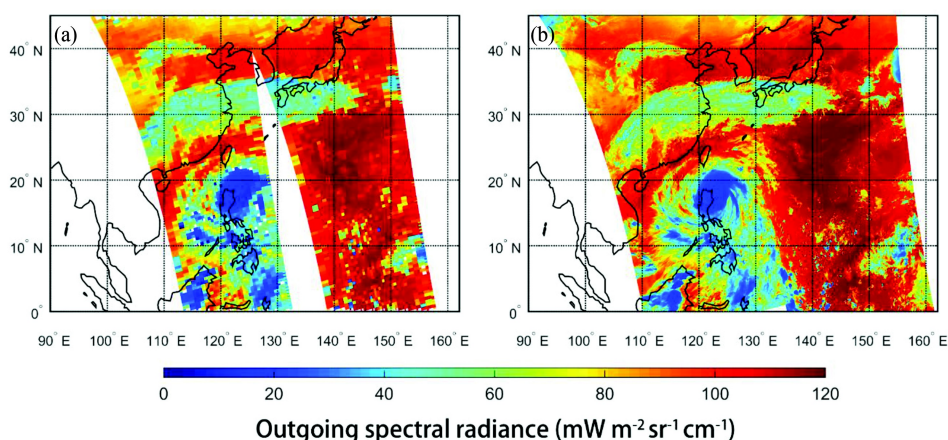 (a) (b)
40° N 40° N
30° N 30° N
20° N 20° N
10° N 10° N
0° 0°
90° E 100° E 110° E 120° E 130° E 140° E 150° E 160° E 90° E 100° E 110° E 120° E 130° E 140° E 150° E 160° E
0 20 40 60 80 100 120
Outgoing spectral radiance (mW m⁻² sr⁻¹ cm⁻¹)